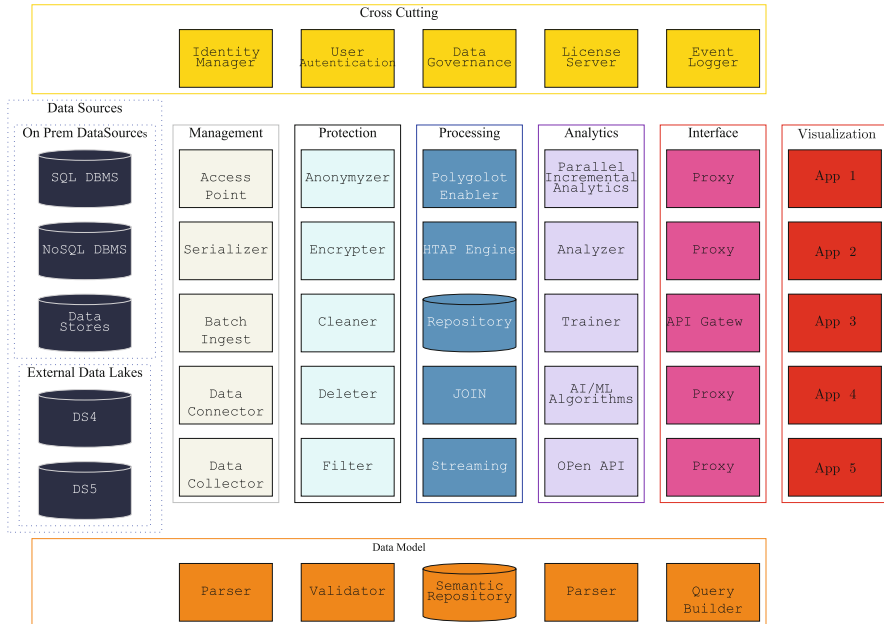 Cross Cutting
Identity
Manager
User
Autentication
Data
Governance
License
Server
Event
Logger
Data Sources
On Prem DataSources
SQL DBMS
NoSQL DBMS
Data
Stores
External Data Lakes
DS4
DS5
Management
Access
Point
Serializer
Batch
Ingest
Data
Connector
Data
Collector
Protection
Anonymyzer
Encrypter
Cleaner
Deleter
Filter
Processing
Polygolot
Enabler
HTAP Engine
Repository
JOIN
Streaming
Analytics
Parallel
Incremental
Analytics
Analyzer
Trainer
AI/ML
Algorithms
OPen API
Interface
Proxy
Proxy
API Gatew
Proxy
Proxy
Visualization
App 1
App 2
App 3
App 4
App 5
Data Model
Parser
Validator
Semantic
Repository
Parser
Query
Builder